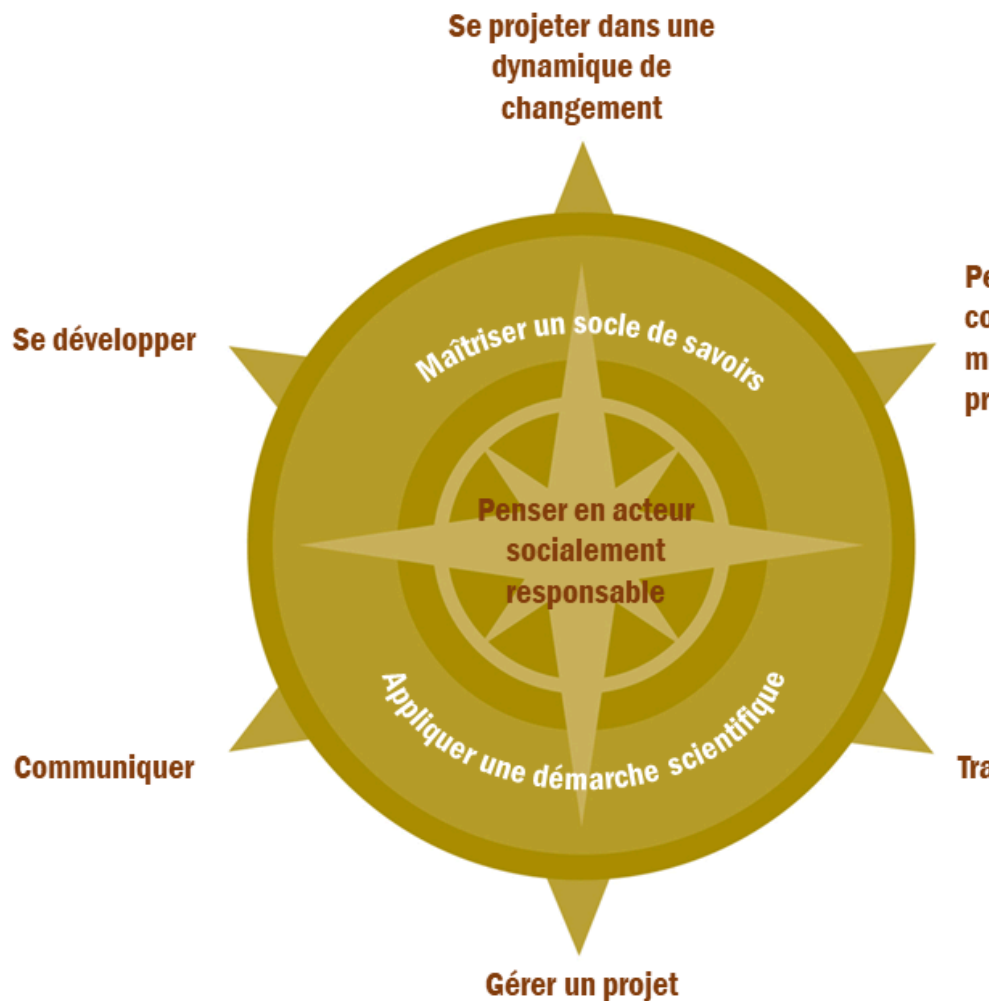 Se projeter dans une
dynamique de
changement
Se développer
Maîtriser un socle de savoirs
Penser en acteur
socialement
responsable
Appliquer une démarche scientifique
Communiquer
Gérer un projet